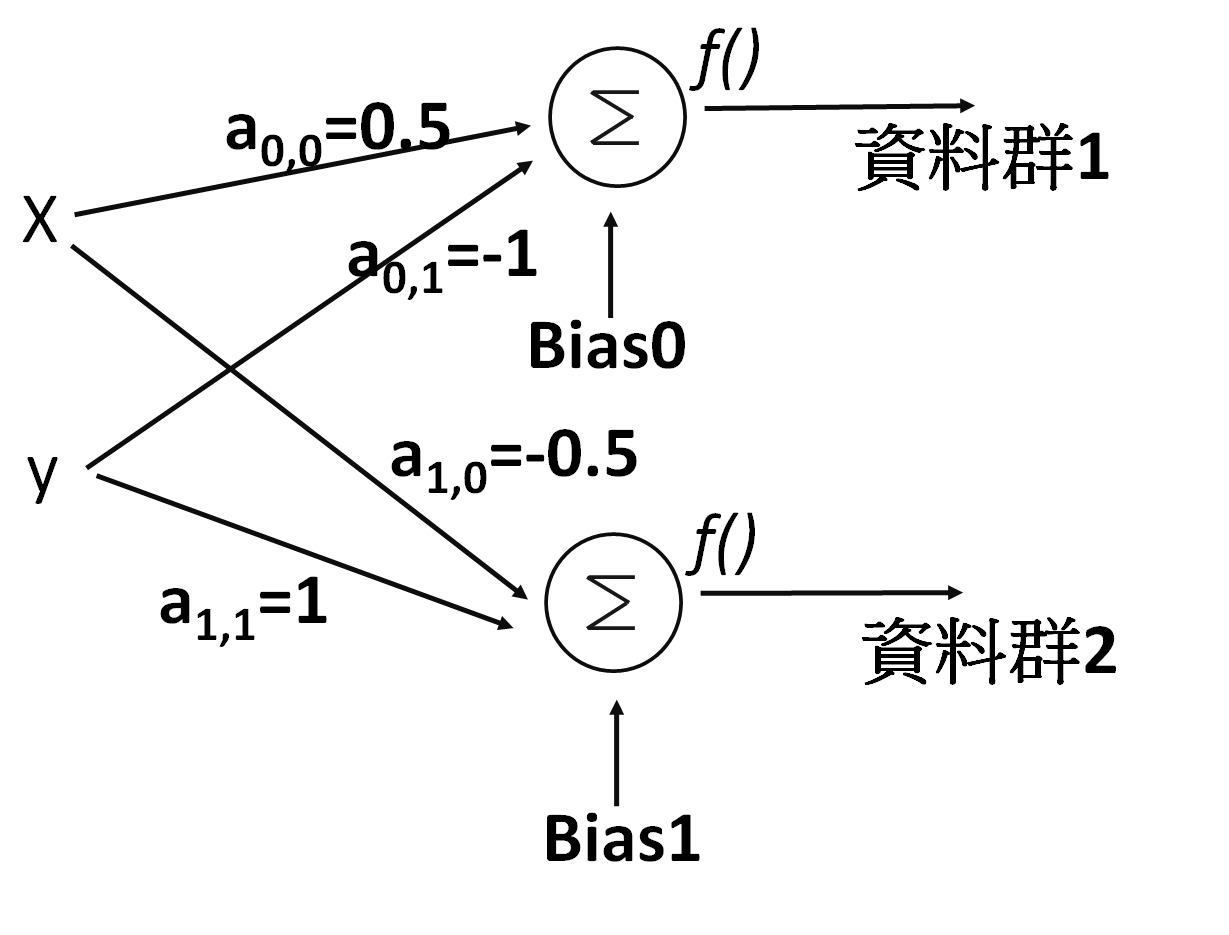 f()
a0,0=0.5
資料群1
X
a0,1=-1
Bias0
a1,0=-0.5
y
f()
a1,1=1
資料群2
Bias1